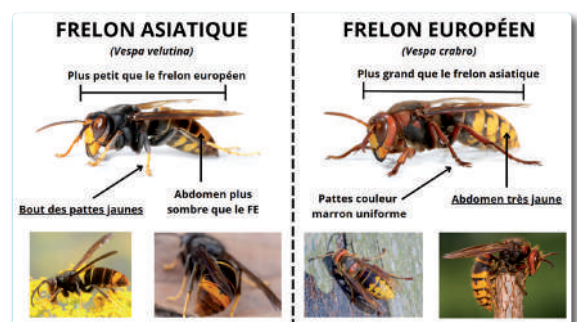 FRELON ASIATIQUE
(Vespa velutina)
Plus petit que le frelon européen
Bout des pattes jaunes
Abdomen plus
sombre que le FE
FRELON EUROPÉEN
(Vespa crabro)
Plus grand que le frelon asiatique
Pattes couleur
marron uniforme
Abdomen très jaune